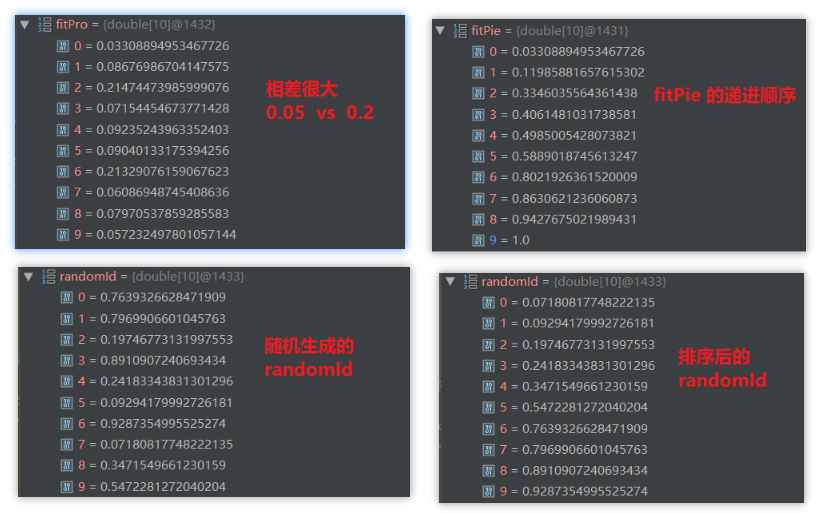 fitPro = {double[10]@1432}
0 = 0.03308894953467726
1 = 0.08676986704147575
2 = 0.21474473985999076
3 = 0.07154454673771428
4 = 0.09235243963352403
5 = 0.09040133175394256
6 = 0.21329076159067623
7 = 0.06086948745408636
8 = 0.07970537859285583
9 = 0.057232497801057144
相差很大
0.05 vs 0.2
fitPie = {double[10]@1431}
0 = 0.03308894953467726
1 = 0.11985881657615302
2 = 0.3346035564361438
3 = 0.4061481031738581
4 = 0.4985005428073821
5 = 0.5889018745613247
6 = 0.8021926361520009
7 = 0.8630621236060873
8 = 0.9427675021989431
9 = 1.0
fitPie 的递进顺序
randomId = {double[10]@1433}
0 = 0.7639326628471909
1 = 0.7969906601045763
2 = 0.19746773131997553
3 = 0.8910907240693434
4 = 0.24183343831301296
5 = 0.09294179992726181
6 = 0.9287354995525274
7 = 0.07180817748222135
8 = 0.3471549661230159
9 = 0.5472281272040204
随机生成的
randomId
randomId = {double[10]@1433}
0 = 0.07180817748222135
1 = 0.09294179992726181
2 = 0.19746773131997553
3 = 0.24183343831301296
4 = 0.3471549661230159
5 = 0.5472281272040204
6 = 0.7639326628471909
7 = 0.7969906601045763
8 = 0.8910907240693434
9 = 0.9287354995525274
排序后的
randomId